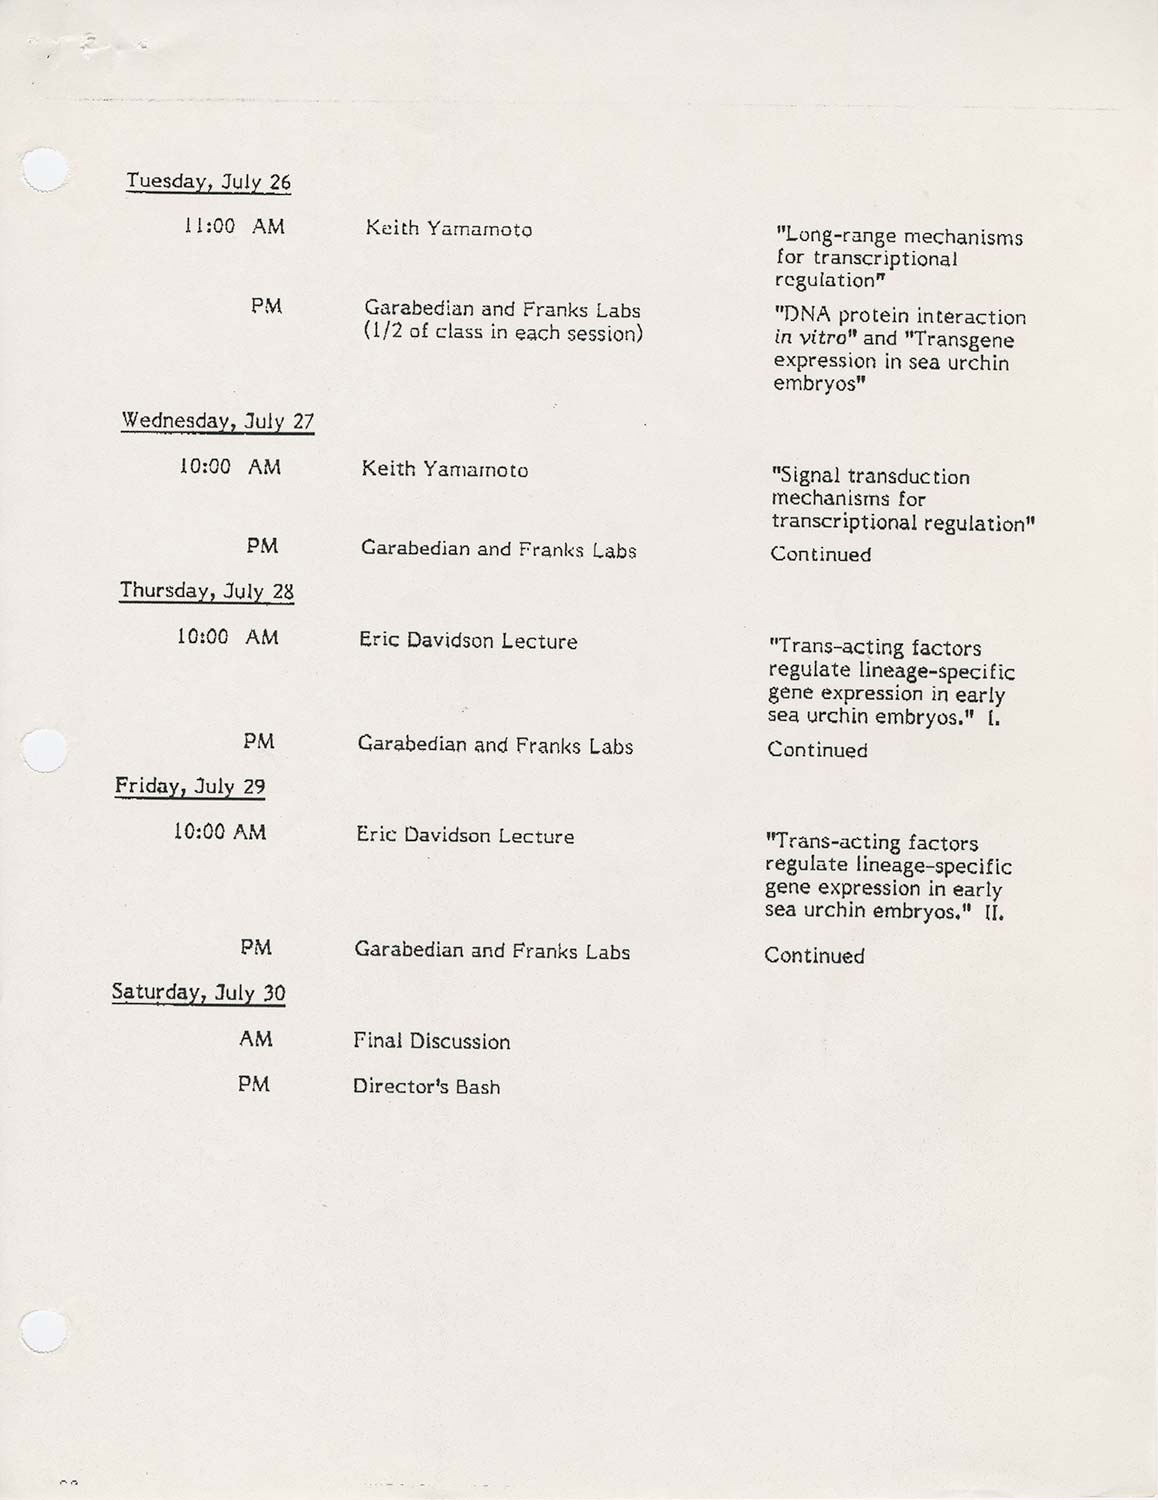 Tuesday, July 26
11:00 AM Keith Yamamoto "Long-range mechanisms
for transcriptional
regulation"
PM Garabedian and Franks Labs "DNA protein interaction
(1/2 of class in each session) in vitro" and "Transgene
expression in sea urchin
embryos"
Wednesday, July 27
10:00 AM Keith Yamamoto "Signal transduction
mechanisms for
transcriptional regulation"
PM Garabedian and Franks Labs Continued
Thursday, July 28
10:00 AM Eric Davidson Lecture "Trans-acting factors
regulate lineage-specific
gene expression in early
sea urchin embryos." I.
PM Garabedian and Franks Labs Continued
Friday, July 29
10:00 AM Eric Davidson Lecture "Trans-acting factors
regulate lineage-specific
gene expression in early
sea urchin embryos." II.
PM Garabedian and Franks Labs Continued
Saturday, July 30
AM Final Discussion
PM Director's Bash